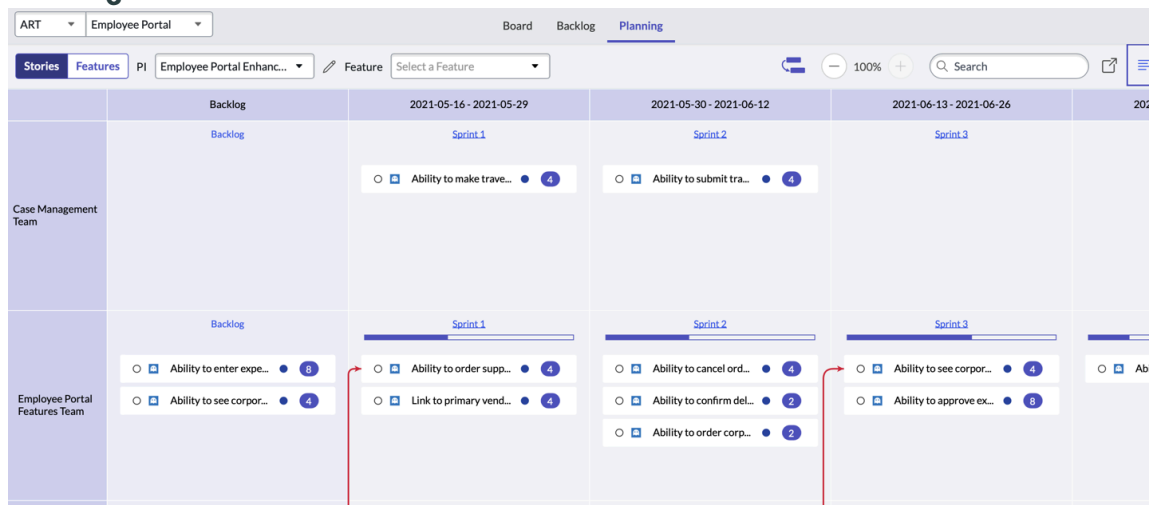 ART Employee Portal Board Backlog Planning
Stories Features PI Employee Portal Enhanc... Feature Select a Feature 100% Search
Backlog 2021-05-16 - 2021-05-29 2021-05-30 - 2021-06-12 2021-06-13 - 2021-06-26 202
Backlog Sprint 1 Sprint 2 Sprint 3
Ability to make trave... 4 Ability to submit tra... 4
Case Management
Team
Backlog Sprint 1 Sprint 2 Sprint 3
Ability to enter expe... 8 Ability to order supp... 4 Ability to cancel ord... 4 Ability to see corpor... 4 Ab
Employee Portal
Features Team
Ability to see corpor... 4 Link to primary vend... 4 Ability to confirm del... 2 Ability to approve ex... 8
Ability to order corp... 2